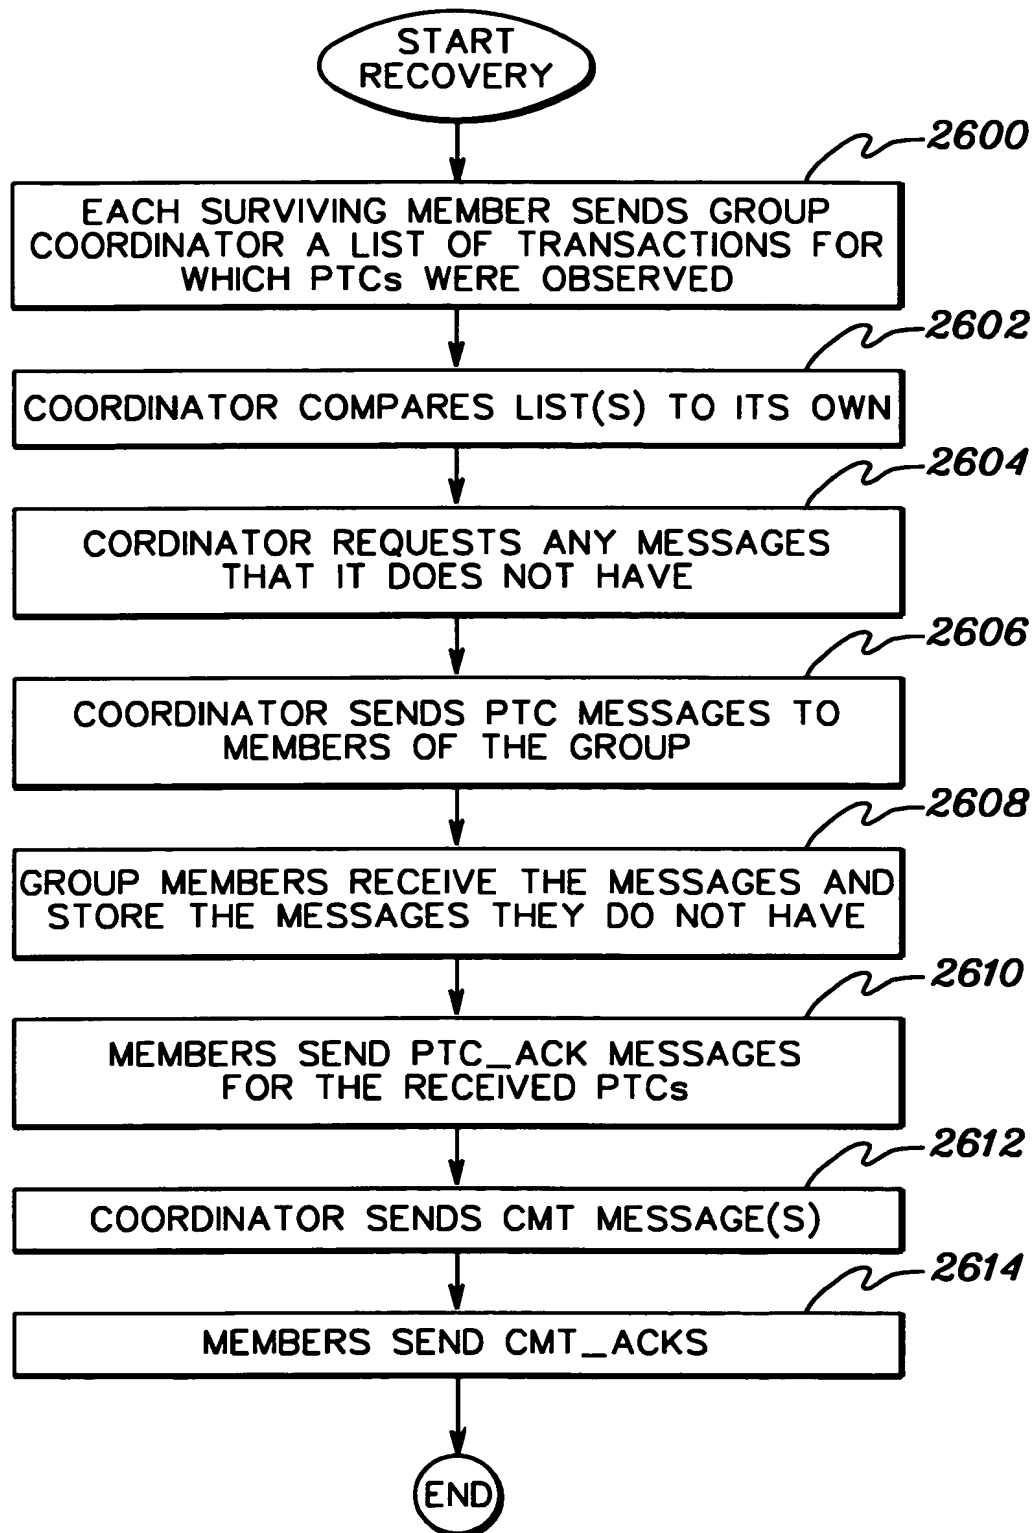 START
RECOVERY
2600
EACH SURVIVING MEMBER SENDS GROUP
COORDINATOR A LIST OF TRANSACTIONS FOR
WHICH PTCs WERE OBSERVED
2602
COORDINATOR COMPARES LIST(S) TO ITS OWN
2604
CORDINATOR REQUESTS ANY MESSAGES
THAT IT DOES NOT HAVE
2606
COORDINATOR SENDS PTC MESSAGES TO
MEMBERS OF THE GROUP
2608
GROUP MEMBERS RECEIVE THE MESSAGES AND
STORE THE MESSAGES THEY DO NOT HAVE
2610
MEMBERS SEND PTC_ACK MESSAGES
FOR THE RECEIVED PTCs
2612
COORDINATOR SENDS CMT MESSAGE(S)
2614
MEMBERS SEND CMT_ACKS
END